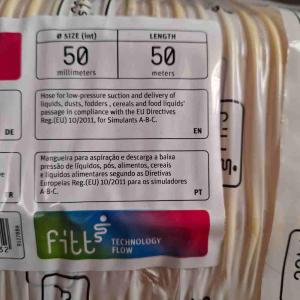 Ø SIZE (int)
50
millimeters
LENGTH
50
meters
Hose for low-pressure suction and delivery of
liquids, dusts, fodders , cereals and food liquids'
passage in compliance with the EU Directives
Reg.(EU) 10/2011, for Simulants A-B-C.
DE
EN
Mangueira para aspiração e descarga à baixa
pressão de líquidos, pós, alimentos, cereais
e líquidos alimentares segundo as Diretivas
Europeias Reg.(EU) 10/2011 para os simuladores
A-B-C.
PT
fitt
TECHNOLOGY
FLOW